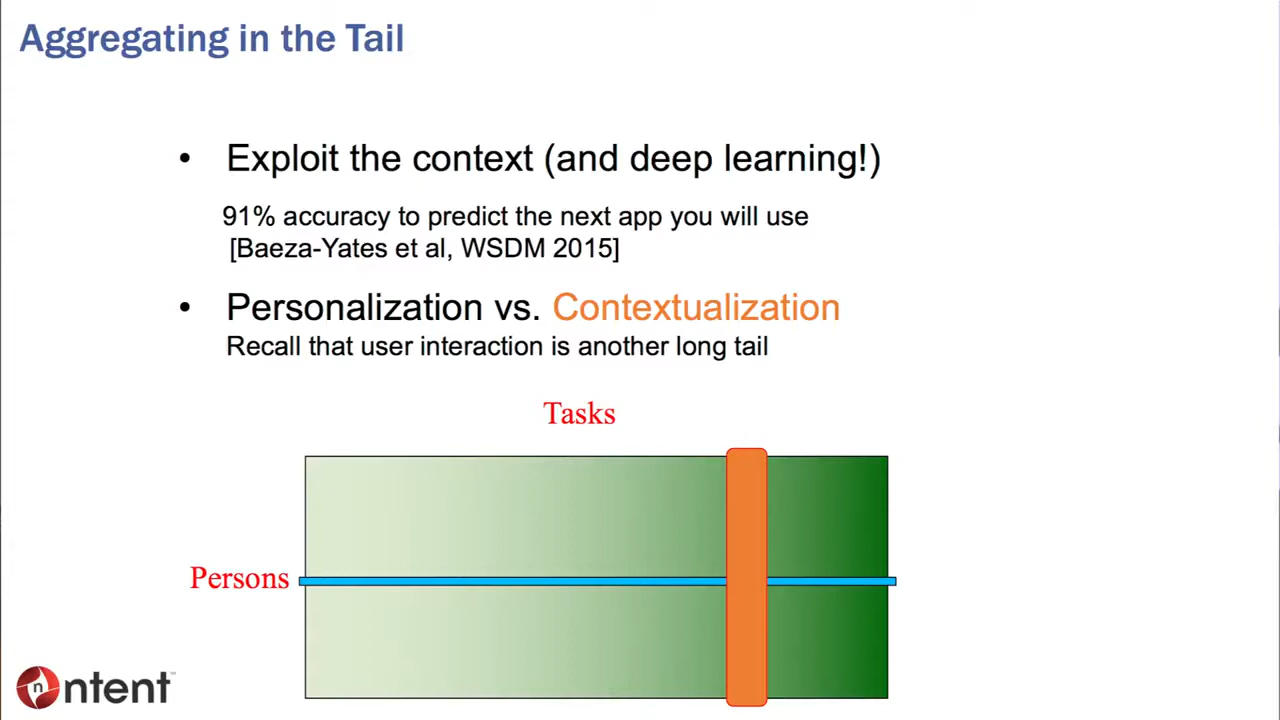 Aggregating in the Tail
• Exploit the context (and deep learning!)
91% accuracy to predict the next app you will use
[Baeza-Yates et al, WSDM 2015]
• Personalization vs. Contextualization
Recall that user interaction is another long tail
Tasks
Persons
ntent™